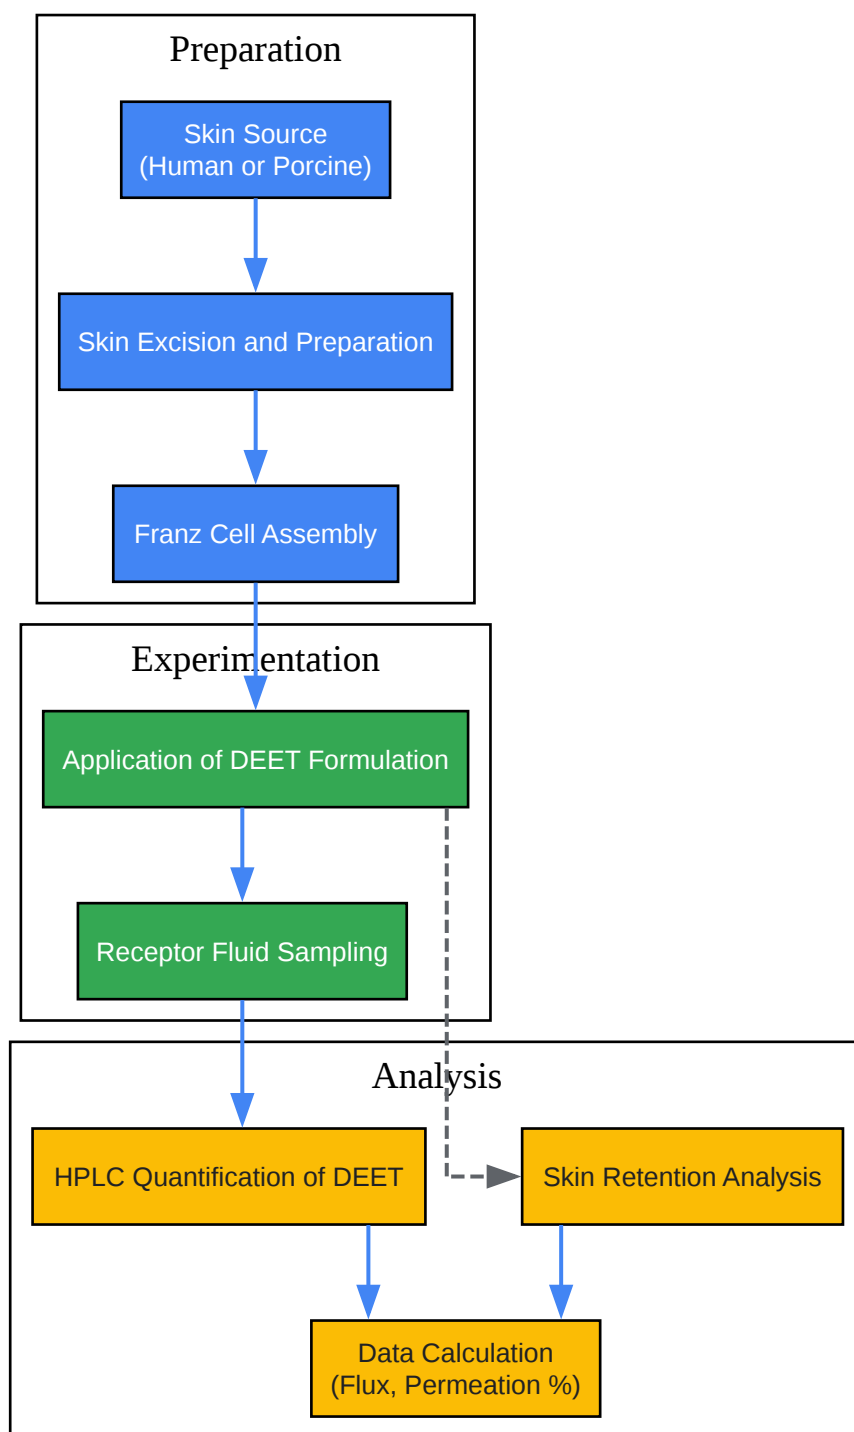 Preparation
Skin Source
(Human or Porcine)
Skin Excision and Preparation
Franz Cell Assembly
Experimentation
Application of DEET Formulation
Receptor Fluid Sampling
Analysis
HPLC Quantification of DEET
Skin Retention Analysis
Data Calculation
(Flux, Permeation %)